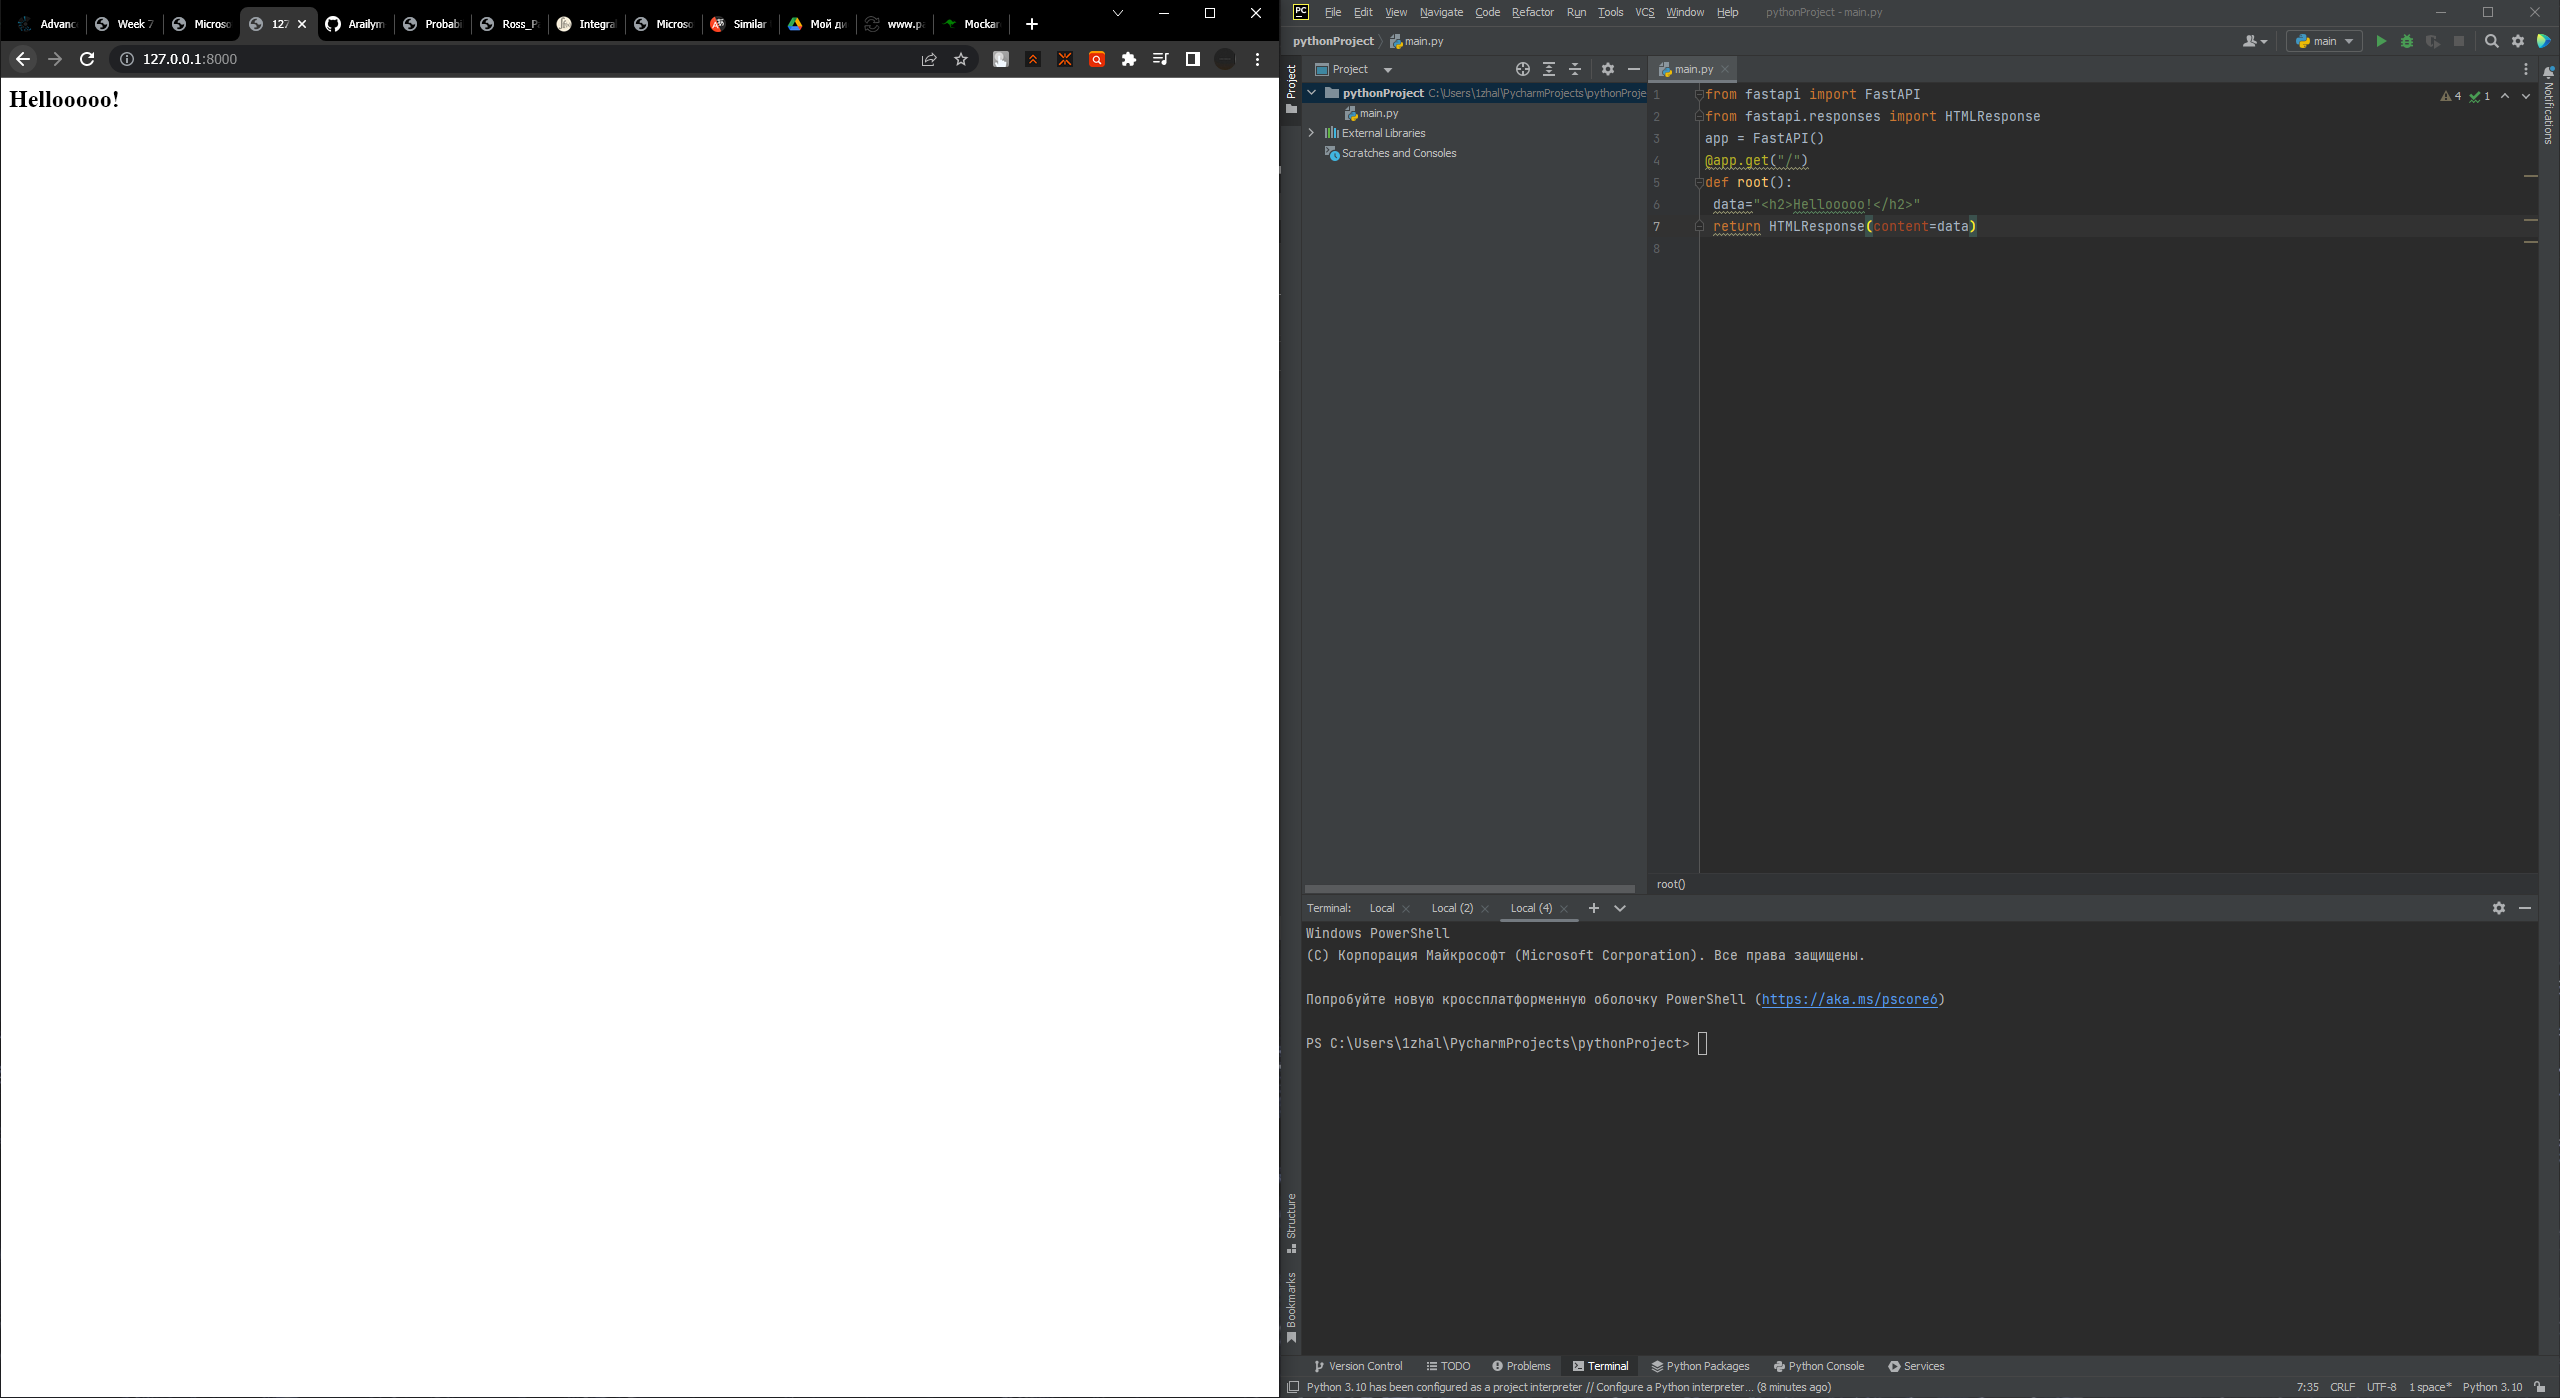 Advanc
Week 7
Microso
127
Arailym
Probabi
Ross_Pa
Integral
Microso
Similar
Мой ди
www.pa
Mockar
127.0.0.1:8000
Hellooooo!
PC File Edit View Navigate Code Refactor Run Tools VCS Window Help pythonProject - main.py
pythonProject main.py
main
Project
Project
main.py
Notifications
pythonProject C:\Users\1zhal\PycharmProjects\pythonProje
main.py
External Libraries
Scratches and Consoles
4 1
1 from fastapi import FastAPI
2 from fastapi.responses import HTMLResponse
3 app = FastAPI()
4 @app.get("/")
5 def root():
6 data="<h2>Hellooooo!</h2>"
7 return HTMLResponse(content=data)
8
root()
Terminal: Local Local (2) Local (4)
Windows PowerShell
(C) Корпорация Майкрософт (Microsoft Corporation). Все права защищены.
Попробуйте новую кроссплатформенную оболочку PowerShell (https://aka.ms/pscore6)
PS C:\Users\1zhal\PycharmProjects\pythonProject>
Structure
Bookmarks
Version Control TODO Problems Terminal Python Packages Python Console Services
Python 3.10 has been configured as a project interpreter // Configure a Python interpreter... (8 minutes ago)
7:35 CRLF UTF-8 1 space* Python 3.10